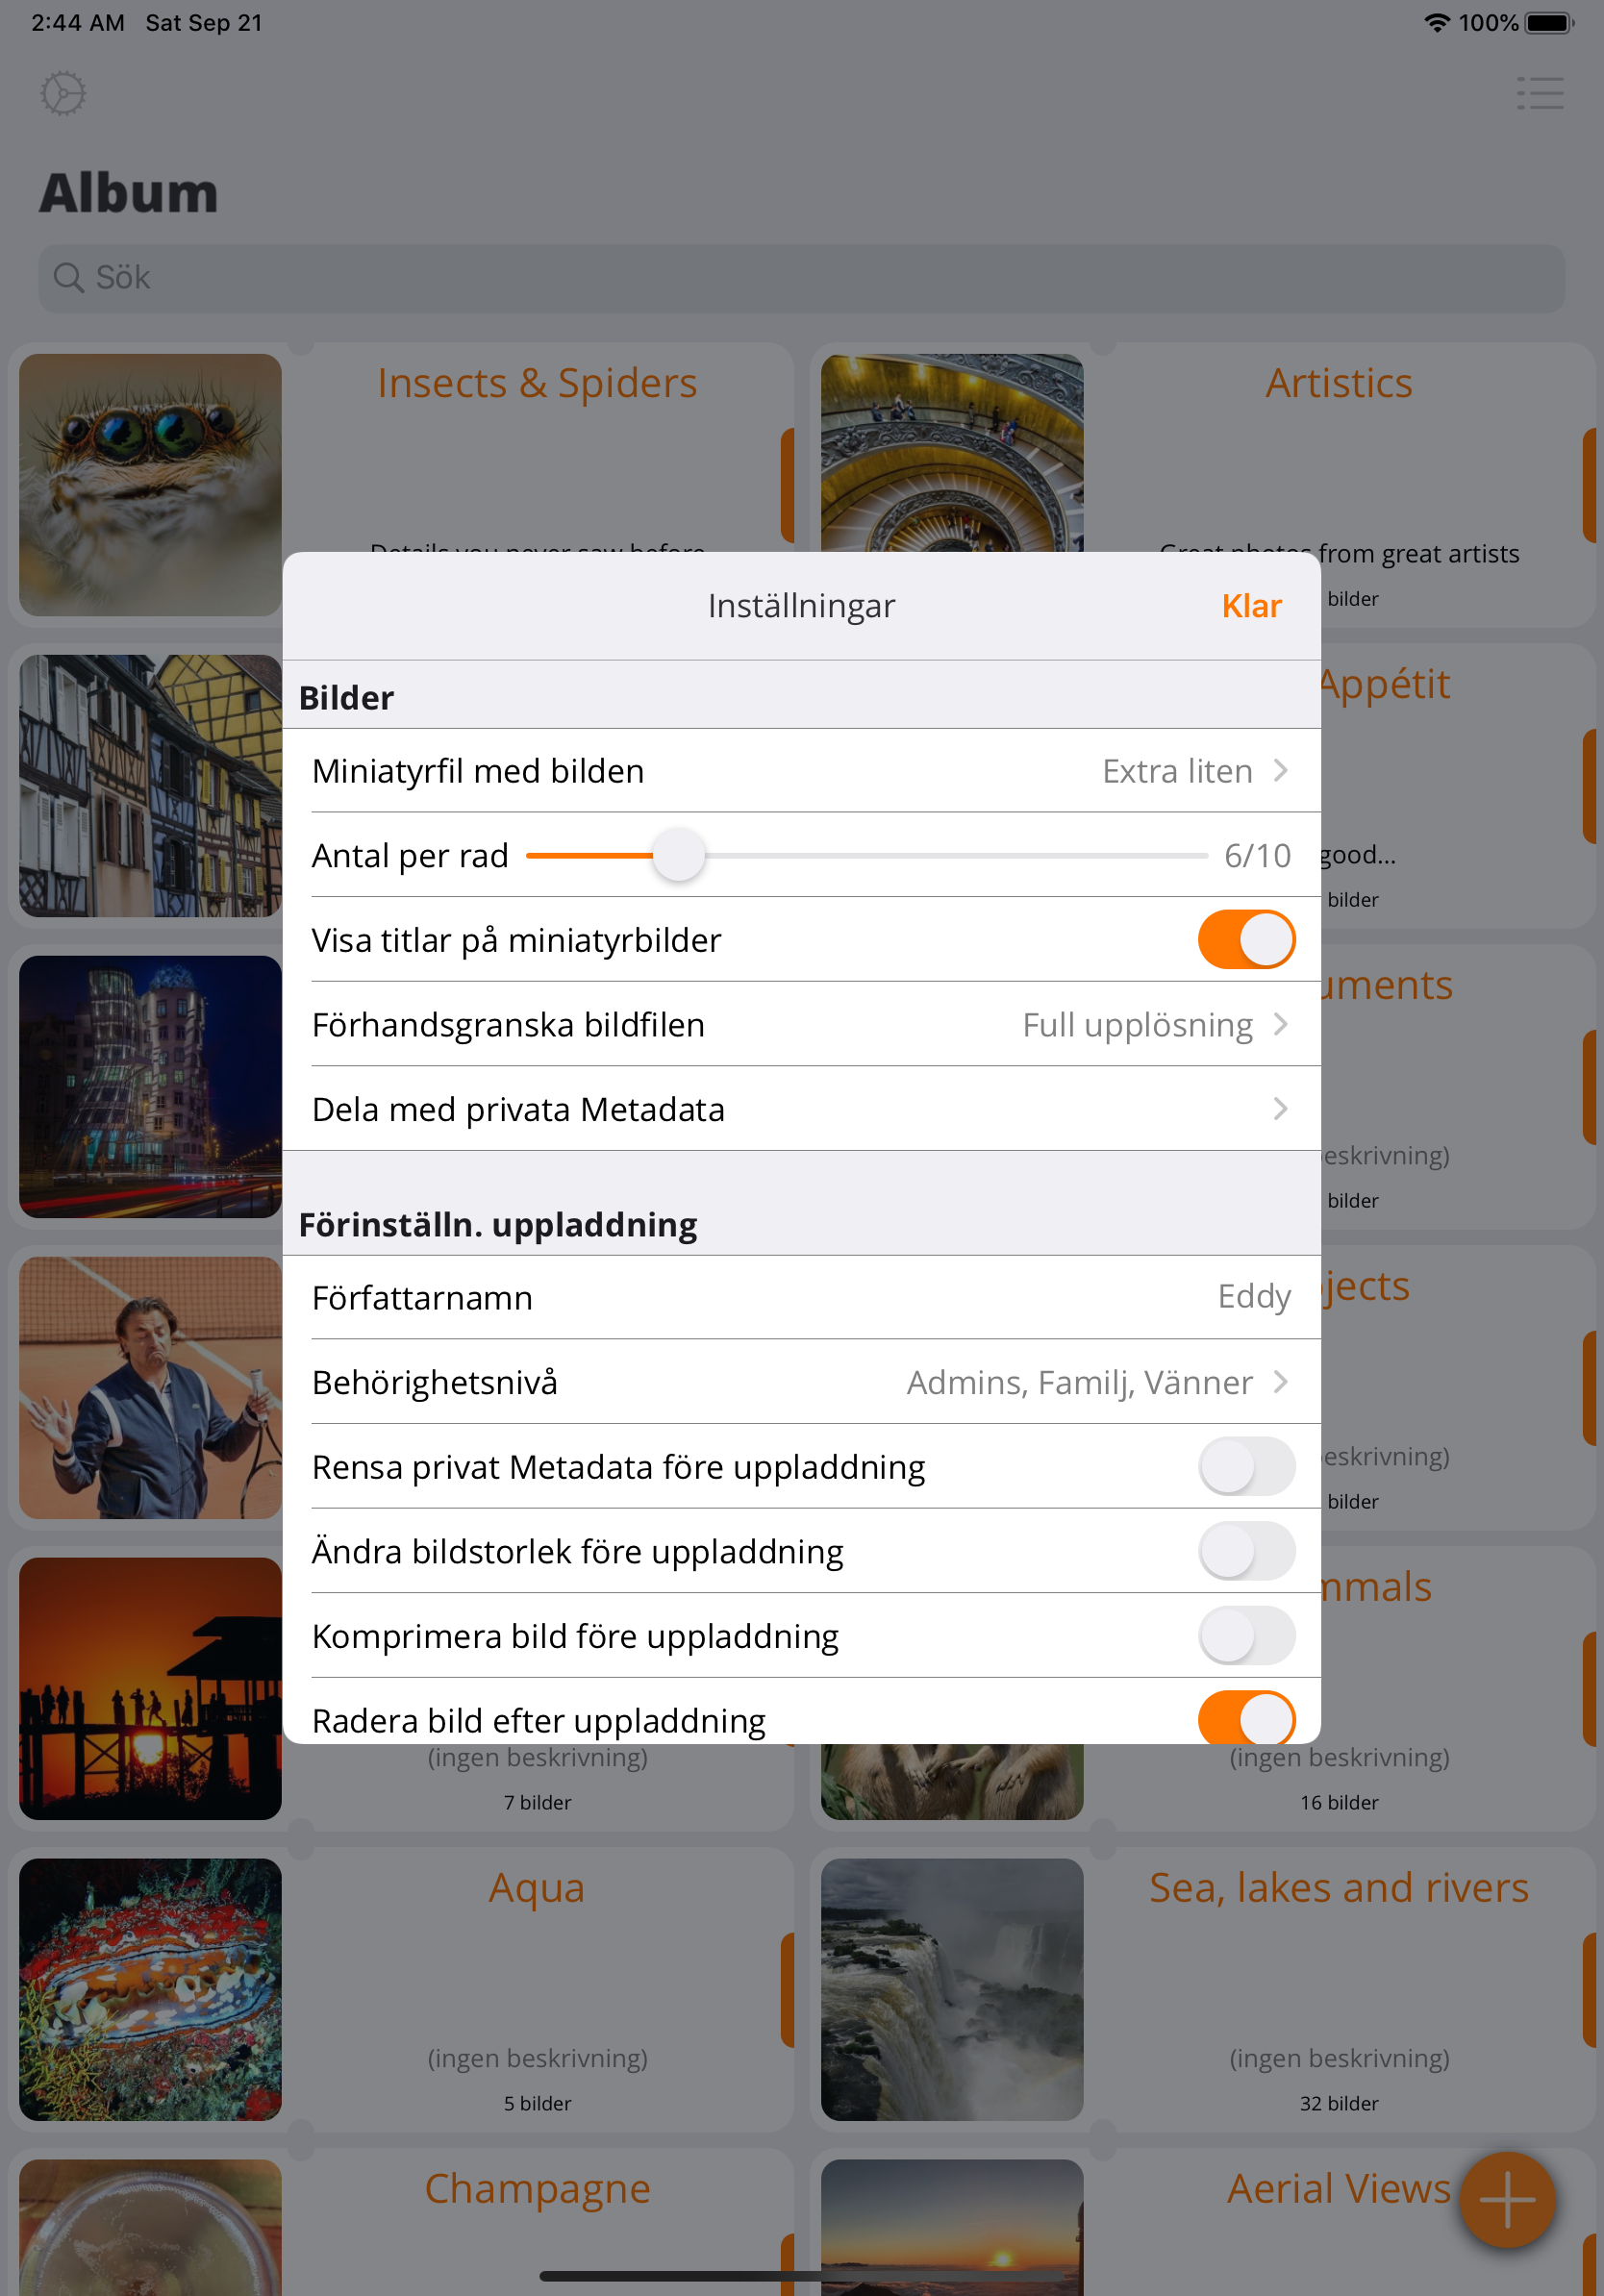 2:44 AM Sat Sep 21
100%
Album
Sök
Insects & Spiders
Artistics
Details you never saw before
Great photos from great artists
bilder
Inställningar
Klar
Bilder
Appétit
Miniatyrfil med bilden
Extra liten
Antal per rad
6/10
good...
bilder
Visa titlar på miniatyrbilder
uments
Förhandsgranska bildfilen
Full upplösning
Dela med privata Metadata
eskrivning)
bilder
Förinställn. uppladdning
Författarnamn
Eddy
jects
Behörighetsnivå
Admins, Familj, Vänner
Rensa privat Metadata före uppladdning
eskrivning)
bilder
Ändra bildstorlek före uppladdning
mmals
Komprimera bild före uppladdning
Radera bild efter uppladdning
(ingen beskrivning)
(ingen beskrivning)
7 bilder
16 bilder
Aqua
Sea, lakes and rivers
(ingen beskrivning)
(ingen beskrivning)
5 bilder
32 bilder
Champagne
Aerial Views